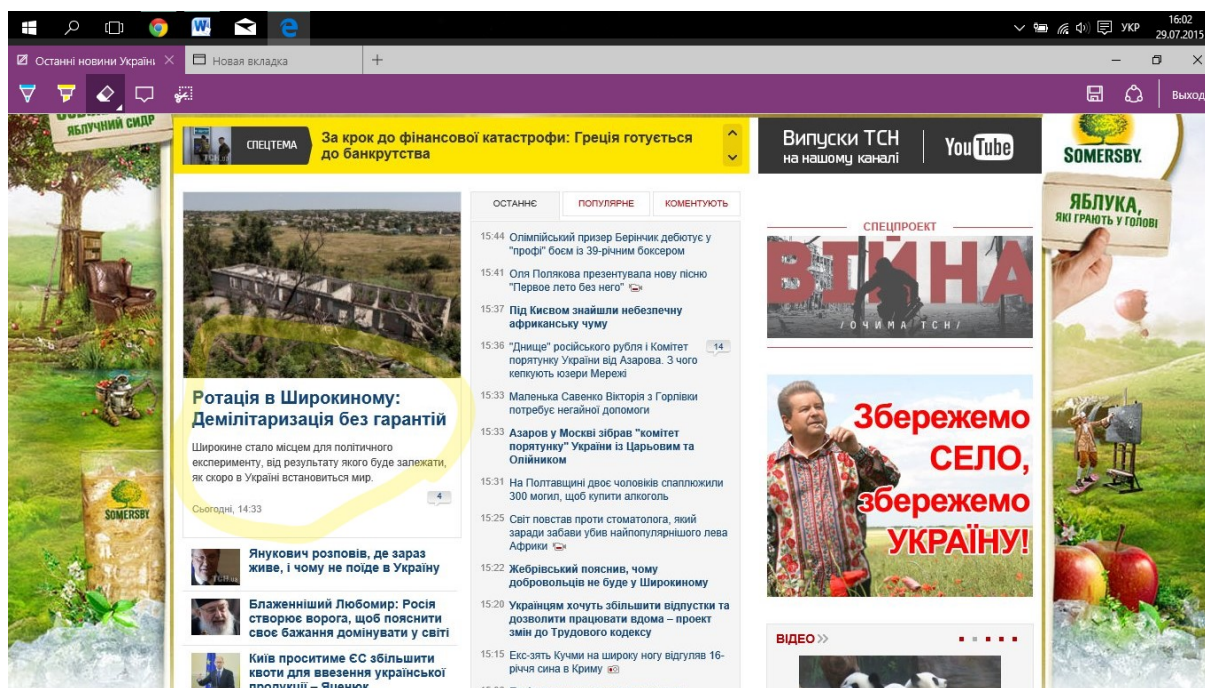 УКР
16:02
29.07.2015
Останні новини України
Новая вкладка
Выход
ЯБЛУЧНИЙ СИДР
СПЕЦТЕМА
За крок до фінансової катастрофи: Греція готується
до банкрутства
Випуски ТСН
на нашому каналі
YouTube
SOMERSBY.
ЯБЛУКА,
ЯКІ ГРАЮТЬ У ГОЛОВІ
Ротація в Широкиному:
Демілітаризація без гарантій
Широкине стало місцем для політичного
експерименту, від результату якого буде залежати,
як скоро в Україні встановиться мир.
Сьогодні, 14:33
4
SOMERSBY
Янукович розповів, де зараз
живе, і чому не поїде в Україну
Блаженніший Любомир: Росія
створює ворога, щоб пояснити
своє бажання домінувати у світі
Київ проситиме ЄС збільшити
квоти для ввезення української
продукції – Яценюк
ОСТАННЄ
ПОПУЛЯРНЕ
КОМЕНТУЮТЬ
15:44 Олімпійський призер Берінчик дебютує у
"профі" боєм із 39-річним боксером
15:41 Оля Полякова презентувала нову пісню
"Первое лето без него"
15:37 Під Києвом знайшли небезпечну
африканську чуму
15:36 "Днище" російського рубля і Комітет
порятунку України від Азарова. З чого
кепкують юзери Мережі
14
15:33 Маленька Савенко Вікторія з Горлівки
потребує негайної допомоги
15:33 Азаров у Москві зібрав "комітет
порятунку" України із Царьовим та
Олійником
15:31 На Полтавщині двоє чоловіків сплюжили
300 могил, щоб купити алкоголь
15:25 Світ повстав проти стоматолога, який
заради забави убив найпопулярнішого лева
Африки
15:22 Жебрівський пояснив, чому
добровольців не буде у Широкиному
15:20 Українцям хочуть збільшити відпустки та
дозволити працювати вдома – проект
змін до Трудового кодексу
15:15 Екс-зять Кучми на широку ногу відгуляв 16-
річчя сина в Криму
СПЕЦПРОЕКТ
ВІЙНА
/ОЧИМА ТСН/
Збережемо
СЕЛО,
збережемо
УКРАЇНУ!
ВІДЕО